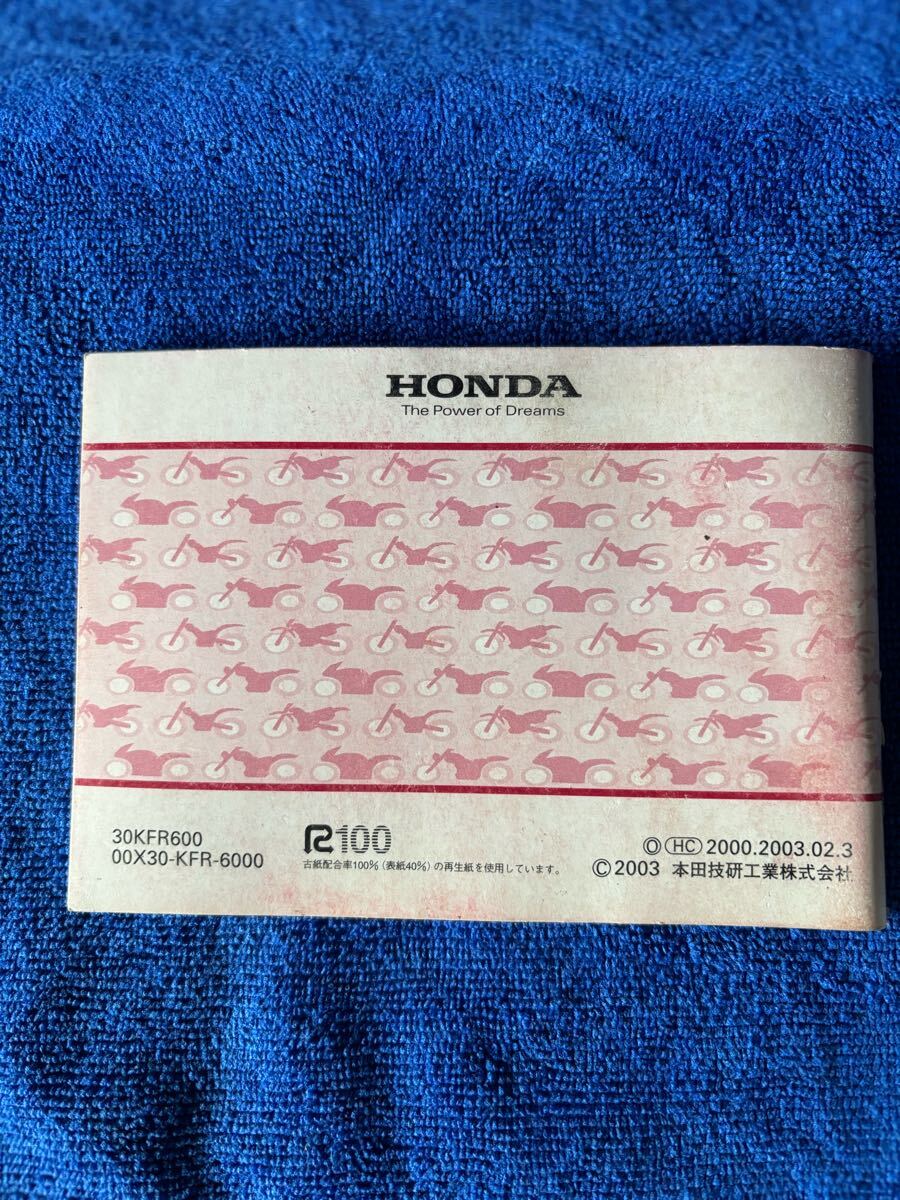 HONDA
The Power of Dreams
30KFR600
00X30-KFR-6000
R100
古紙配合率100%（表紙40%）の再生紙を使用しています。
Ⓞ HC 2000.2003.02.3
©2003 本田技研工業株式会社